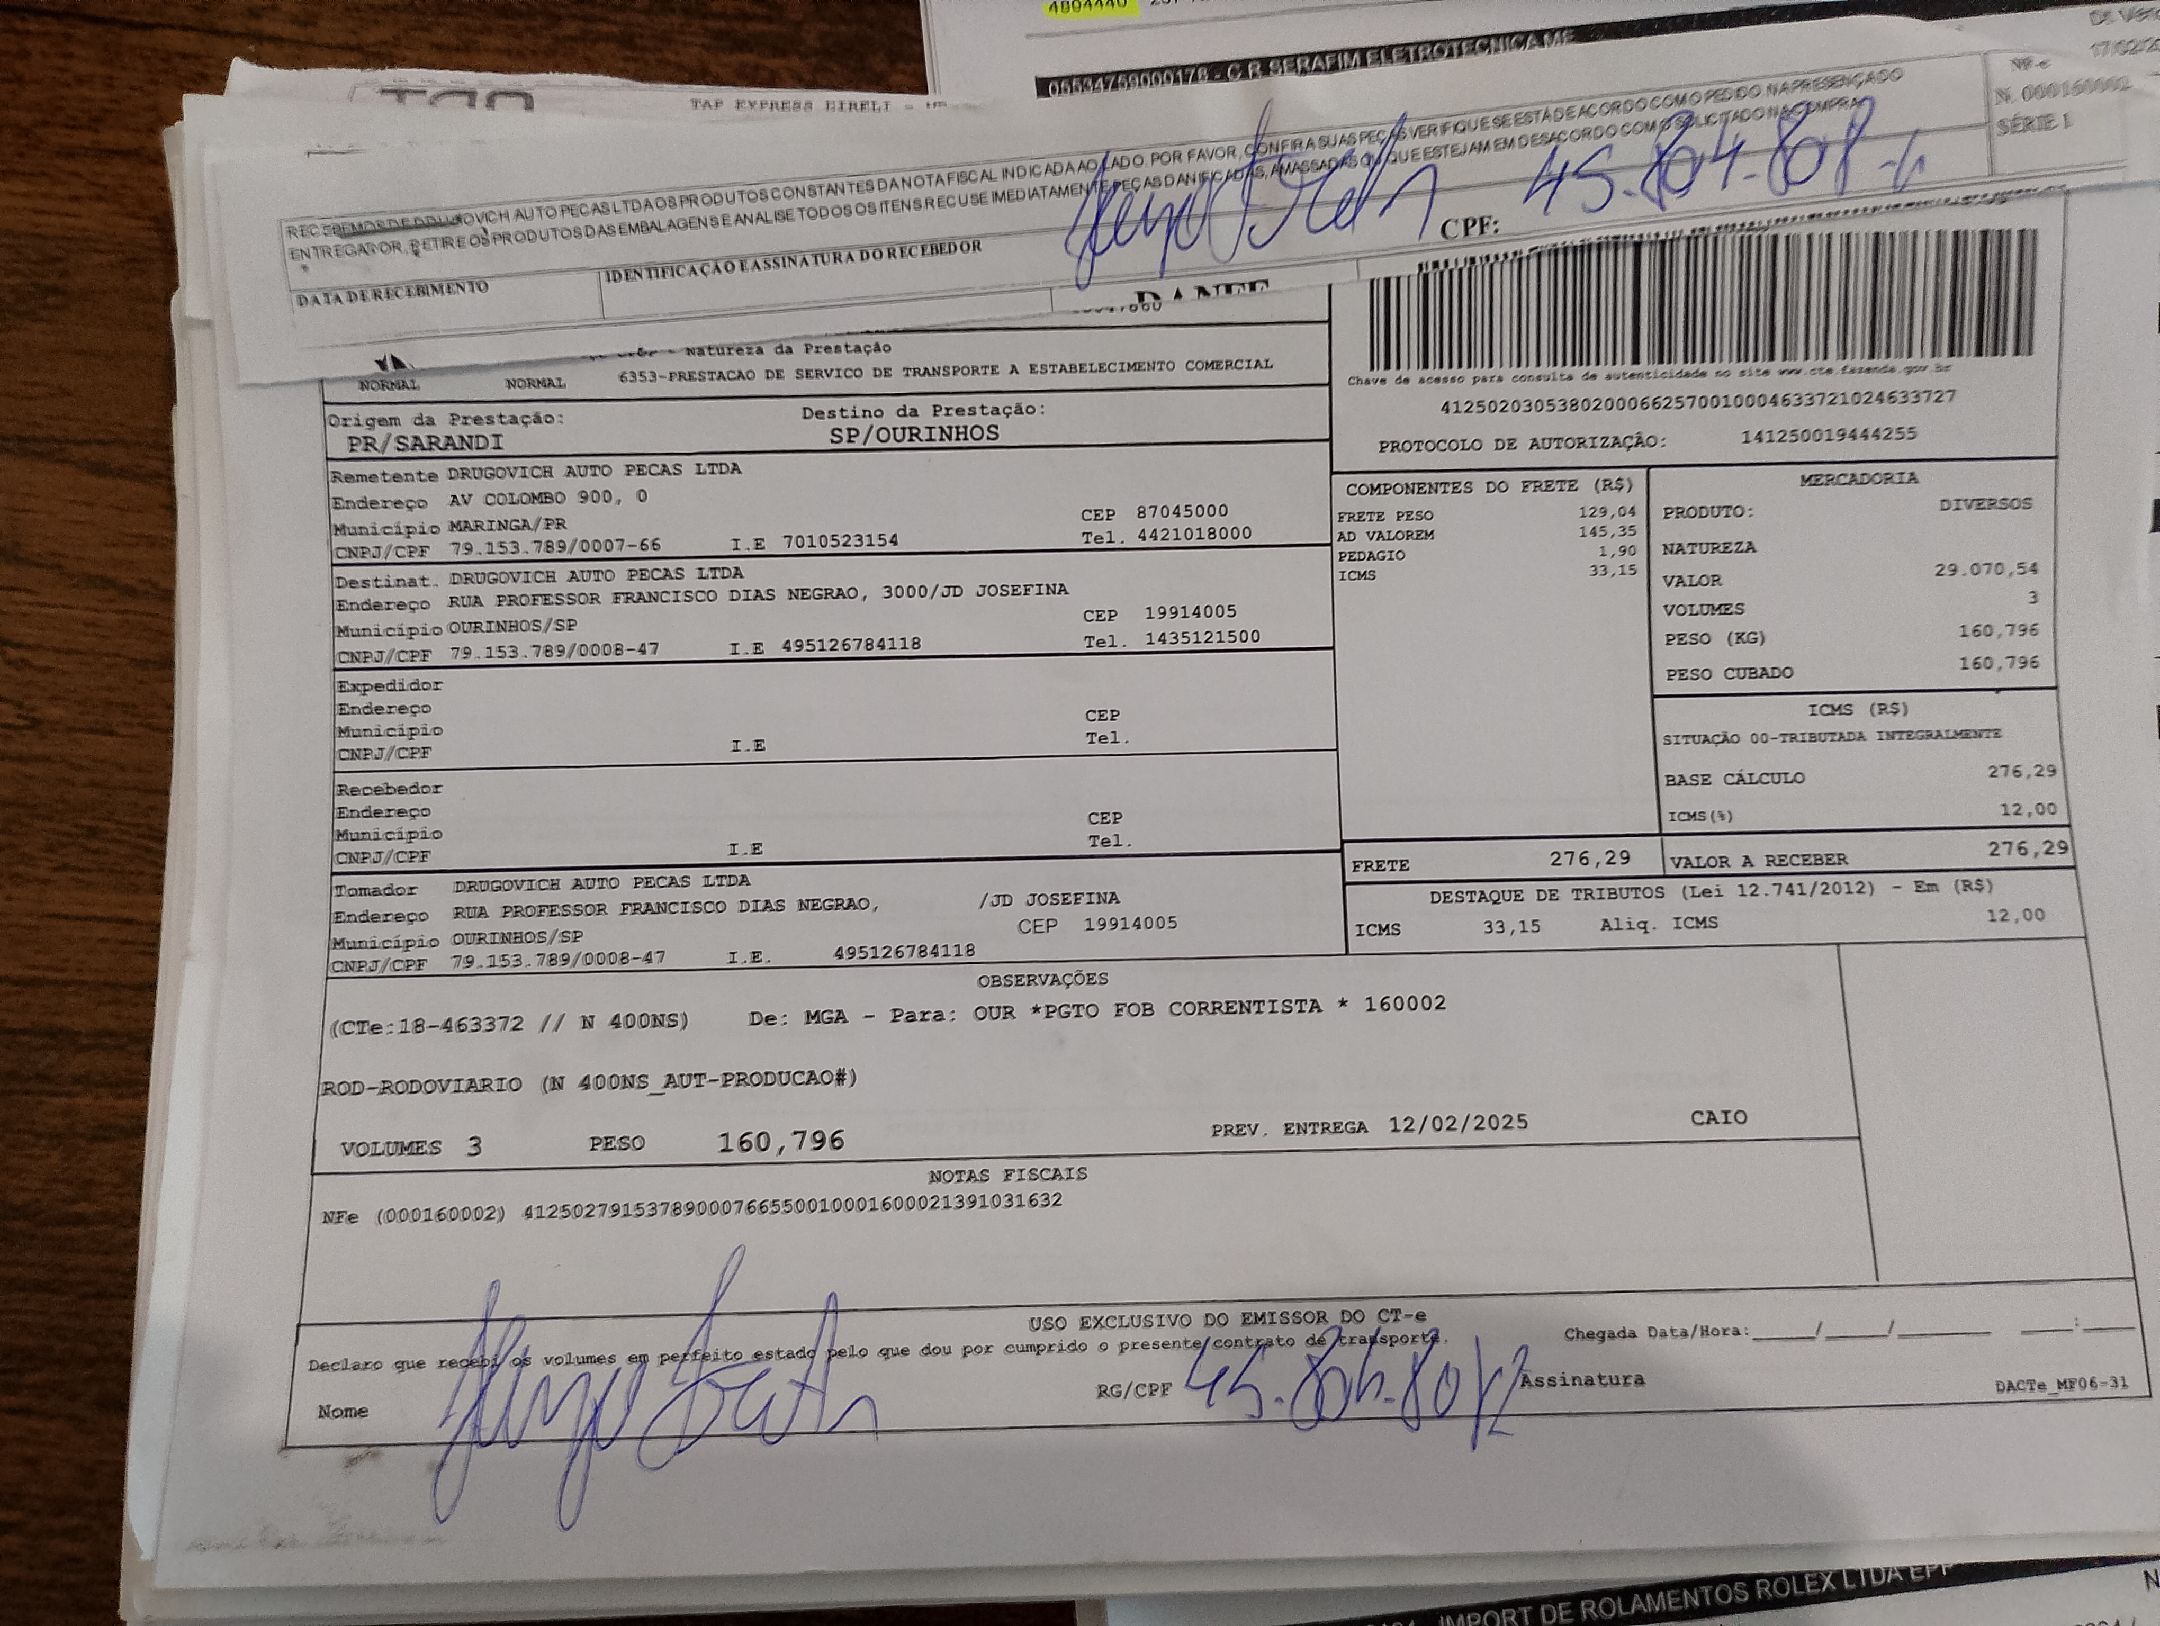 4894440
05534759000178 - C R SERAFIM ELETROTECNICA ME
TAP EXPRESS EIRELI
RECEBEMOS DE DRUGOVICH AUTO PECAS LTDA OS PRODUTOS CONSTANTES DA NOTA FISCAL INDICADA AO LADO. POR FAVOR, CONFIRA SUAS PEÇAS VERIFIQUE SE ESTÁ DE ACORDO COM O PEDIDO NA PRESENÇA DO
ENTREGATOR, RETIRE OS PRODUTOS DAS EMBALAGENS E ANALISE TODOS OS ITENS RECUSE IMEDIATAMENTE PEÇAS DANIFICADAS, AMASSADAS OU QUE ESTEJAM EM DESACORDO COM O SOLICITADO NA COMPRA
NF-e
N. 000160002
SÉRIE 1
DATA DE RECEBIMENTO
IDENTIFICAÇÃO E ASSINATURA DO RECEBEDOR
CPF:
DANFE
Natureza da Prestação
NORMAL NORMAL 6353-PRESTACAO DE SERVICO DE TRANSPORTE A ESTABELECIMENTO COMERCIAL
Chave de acesso para consulta de autenticidade no site www.cte.fazenda.gov.br
41250203053802000662570010004633721024633727
PROTOCOLO DE AUTORIZAÇÃO: 141250019444255
Origem da Prestação: Destino da Prestação:
PR/SARANDI SP/OURINHOS
Remetente DRUGOVICH AUTO PECAS LTDA
Endereço AV COLOMBO 900, 0
Município MARINGA/PR CEP 87045000
CNPJ/CPF 79.153.789/0007-66 I.E 7010523154 Tel. 4421018000
Destinat. DRUGOVICH AUTO PECAS LTDA
Endereço RUA PROFESSOR FRANCISCO DIAS NEGRAO, 3000/JD JOSEFINA
Município OURINHOS/SP CEP 19914005
CNPJ/CPF 79.153.789/0008-47 I.E 495126784118 Tel. 1435121500
Expedidor
Endereço
Município CEP
CNPJ/CPF I.E Tel.
Recebedor
Endereço
Município CEP
CNPJ/CPF I.E Tel.
Tomador DRUGOVICH AUTO PECAS LTDA
Endereço RUA PROFESSOR FRANCISCO DIAS NEGRAO, /JD JOSEFINA
Município OURINHOS/SP CEP 19914005
CNPJ/CPF 79.153.789/0008-47 I.E. 495126784118
COMPONENTES DO FRETE (R$)
FRETE PESO 129,04
AD VALOREM 145,35
PEDAGIO 1,90
ICMS 33,15
MERCADORIA
PRODUTO: DIVERSOS
NATUREZA
VALOR 29.070,54
VOLUMES 3
PESO (KG) 160,796
PESO CUBADO 160,796
ICMS (R$)
SITUAÇÃO 00-TRIBUTADA INTEGRALMENTE
BASE CÁLCULO 276,29
ICMS(%) 12,00
FRETE 276,29 VALOR A RECEBER 276,29
DESTAQUE DE TRIBUTOS (Lei 12.741/2012) - Em (R$)
ICMS 33,15 Aliq. ICMS 12,00
OBSERVAÇÕES
(CTe:18-463372 // N 400NS) De: MGA - Para: OUR *PGTO FOB CORRENTISTA * 160002
ROD-RODOVIARIO (N 400NS_AUT-PRODUCAO#)
VOLUMES 3 PESO 160,796 PREV. ENTREGA 12/02/2025 CAIO
NOTAS FISCAIS
NFe (000160002) 41250279153789000766550010001600021391031632
USO EXCLUSIVO DO EMISSOR DO CT-e
Declaro que recebi os volumes em perfeito estado pelo que dou por cumprido o presente contrato de transporte. Chegada Data/Hora:____/____/______ ___:___
Nome RG/CPF Assinatura DACTe_MF06-31
IMPORT DE ROLAMENTOS ROLEX LTDA EPP